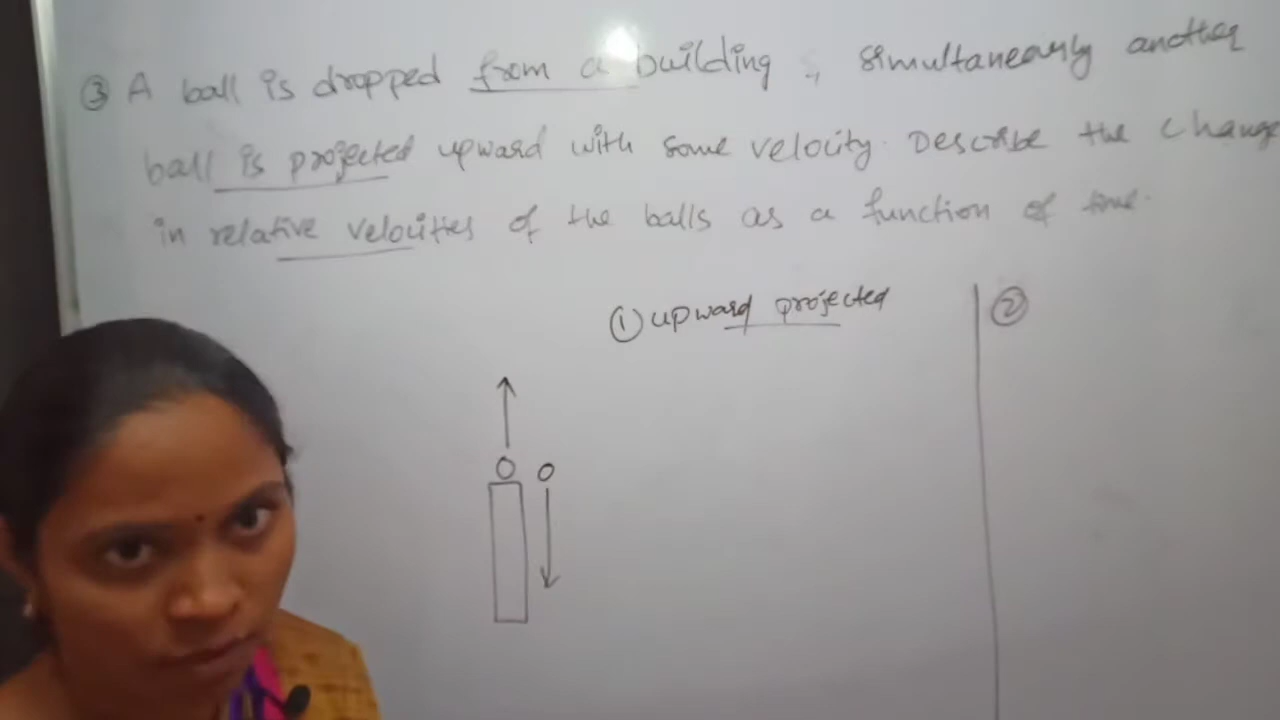 ③ A ball is dropped from a building, simultaneously another
ball is projected upward with some velocity. Describe the change
in relative velocities of the balls as a function of time.
① upward projected
②